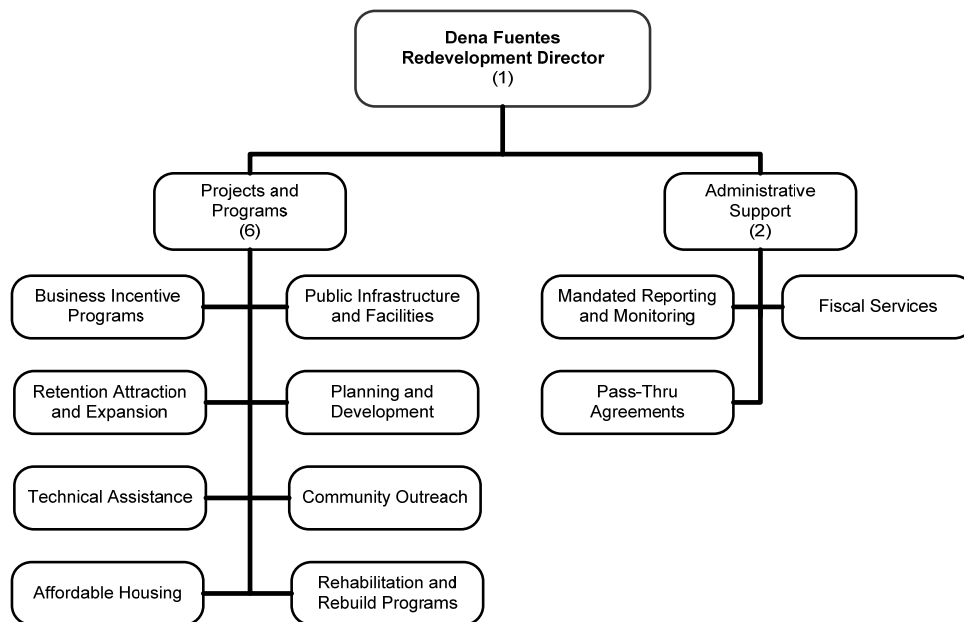 Dena Fuentes
Redevelopment Director
(1)
Projects and
Programs
(6)
Administrative
Support
(2)
Business Incentive
Programs
Public Infrastructure
and Facilities
Mandated Reporting
and Monitoring
Fiscal Services
Retention Attraction
and Expansion
Planning and
Development
Pass-Thru
Agreements
Technical Assistance
Community Outreach
Affordable Housing
Rehabilitation and
Rebuild Programs